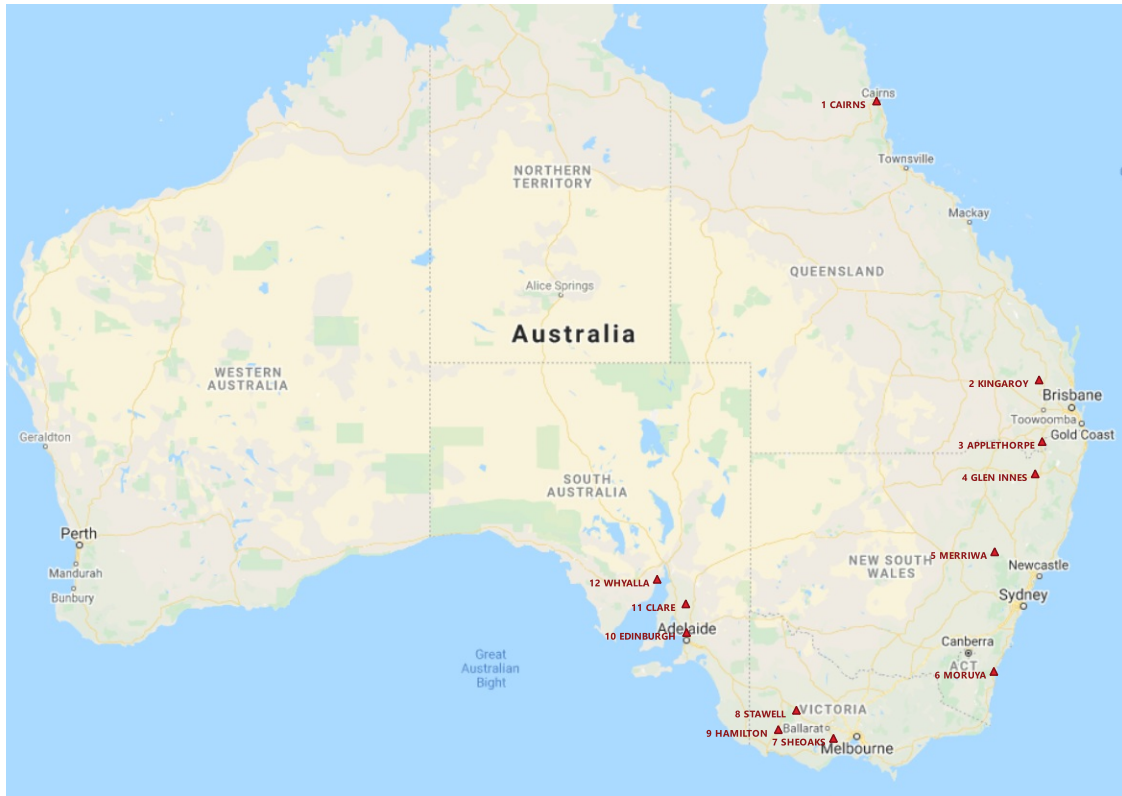 Cairns
1 CAIRNS
Townsville
NORTHERN
TERRITORY
Mackay
QUEENSLAND
Alice Springs
Australia
WESTERN
AUSTRALIA
2 KINGAROY
Brisbane
Toowoomba
Gold Coast
Geraldton
3 APPLETHORPE
4 GLEN INNES
SOUTH
AUSTRALIA
Perth
5 MERRIWA
NEW SOUTH
WALES
Newcastle
Mandurah
12 WHYALLA
Bunbury
Sydney
11 CLARE
Adelaide
10 EDINBURGH
Canberra
ACT
Great
Australian
Bight
6 MORUYA
8 STAWELL
VICTORIA
Ballarat
9 HAMILTON
7 SHEOAKS
Melbourne